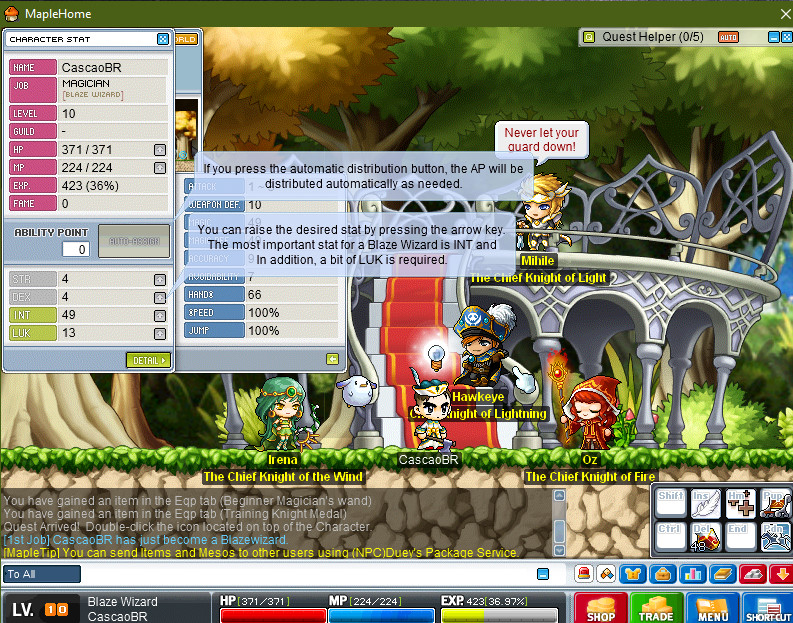 MapleHome
CHARACTER STAT
ORLD
Quest Helper (0/5)
AUTO
NAME CascaoBR
JOB MAGICIAN
[BLAZE WIZARD]
LEVEL 10
GUILD -
HP 371 / 371
MP 224 / 224
EXP. 423 (36%)
FAME 0
ABILITY POINT
0
AUTO-ASSIGN
STR 4
DEX 4
INT 49
LUK 13
DETAIL
If you press the automatic distribution button, the AP will be
distributed automatically as needed.
ATTACK
WEAPON DEF. 10
You can raise the desired stat by pressing the arrow key.
The most important stat for a Blaze Wizard is INT and
In addition, a bit of LUK is required.
ACCURACY
AVOIDABILITY 7
HANDS 66
SPEED 100%
JUMP 100%
Never let your
guard down!
Mihile
The Chief Knight of Light
Hawkeye
night of Lightning
Irena
The Chief Knight of the Wind
CascaoBR
Oz
The Chief Knight of Fire
You have gained an item in the Eqp tab (Beginner Magician's wand)
You have gained an item in the Eqp tab (Training Knight Medal)
Quest Arrived!  Double-click the icon located on top of the Character.
[1st Job] CascaoBR has just become a Blazewizard.
[MapleTip] You can send Items and Mesos to other users using (NPC)Duey's Package Service.
Shift Ins Hm Pup
Ctrl Del End Pdn
48
To All
LV. 10
Blaze Wizard
CascaoBR
HP [371/371]
MP [224/224]
EXP. 423[36.97%]
SHOP
TRADE
MENU
SHORT-CUT